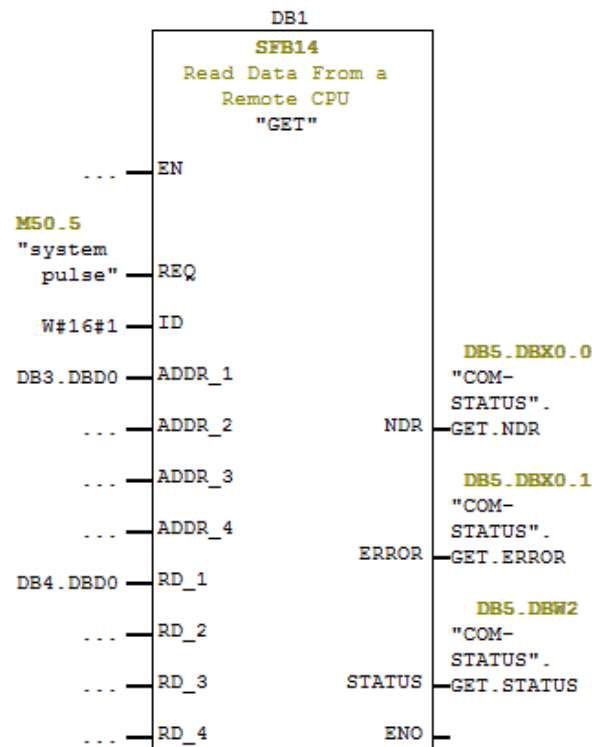 DB1
SFB14
Read Data From a
Remote CPU
"GET"
... EN
M50.5
"system
pulse" REQ
W#16#1 ID
DB5.DBX0.0
DB3.DBD0 ADDR_1 "COM-
STATUS".
... ADDR_2 NDR GET.NDR
... ADDR_3 DB5.DBX0.1
"COM-
... ADDR_4 STATUS".
ERROR GET.ERROR
DB4.DBD0 RD_1
DB5.DBW2
... RD_2 "COM-
STATUS".
... RD_3 STATUS GET.STATUS
... RD_4 ENO